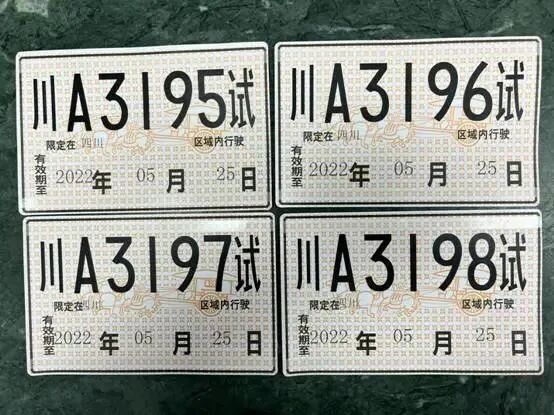 川A3195试
限定在 四川 区域内行驶
有效期至 2022 年 05 月 25 日
川A3196试
限定在 四川 区域内行驶
有效期至 2022 年 05 月 25 日
川A3197试
限定在 四川 区域内行驶
有效期至 2022 年 05 月 25 日
川A3198试
限定在 四川 区域内行驶
有效期至 2022 年 05 月 25 日